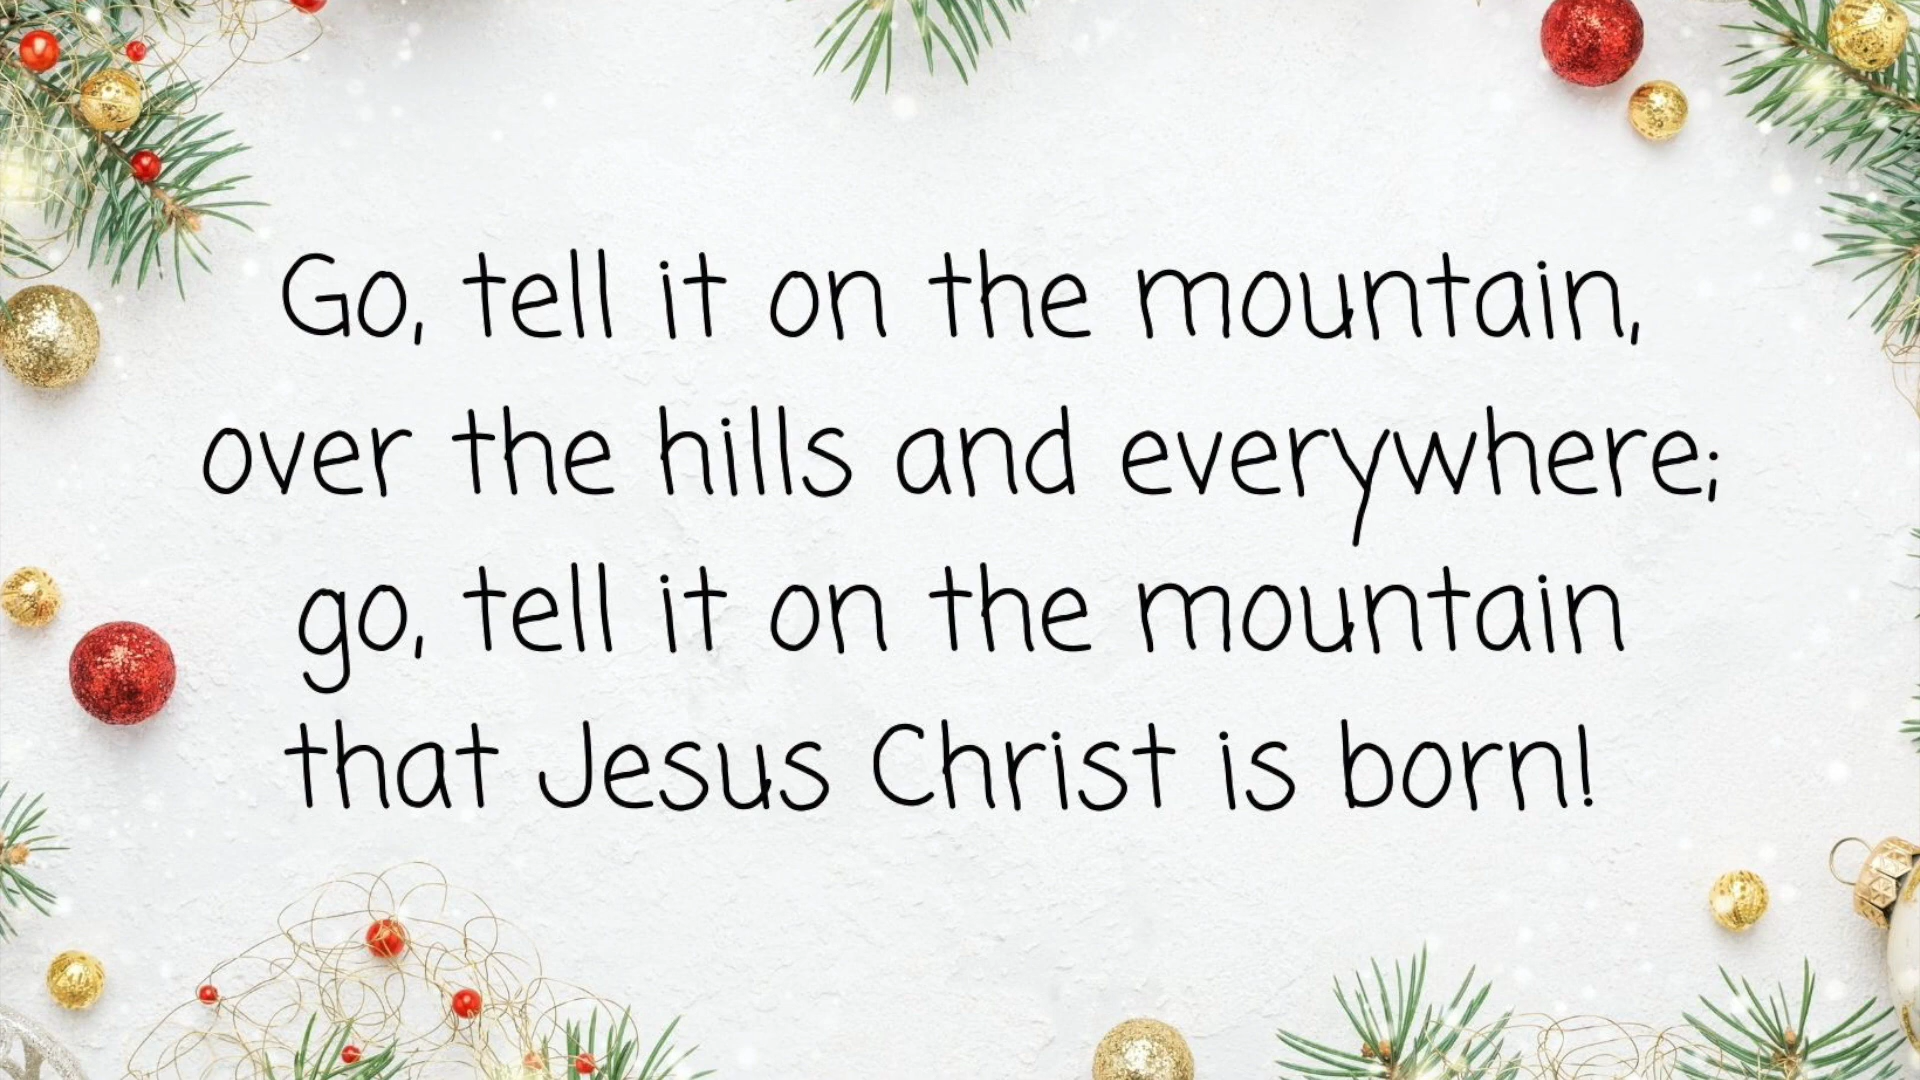 Go, tell it on the mountain,
over the hills and everywhere;
go, tell it on the mountain
that Jesus Christ is born!